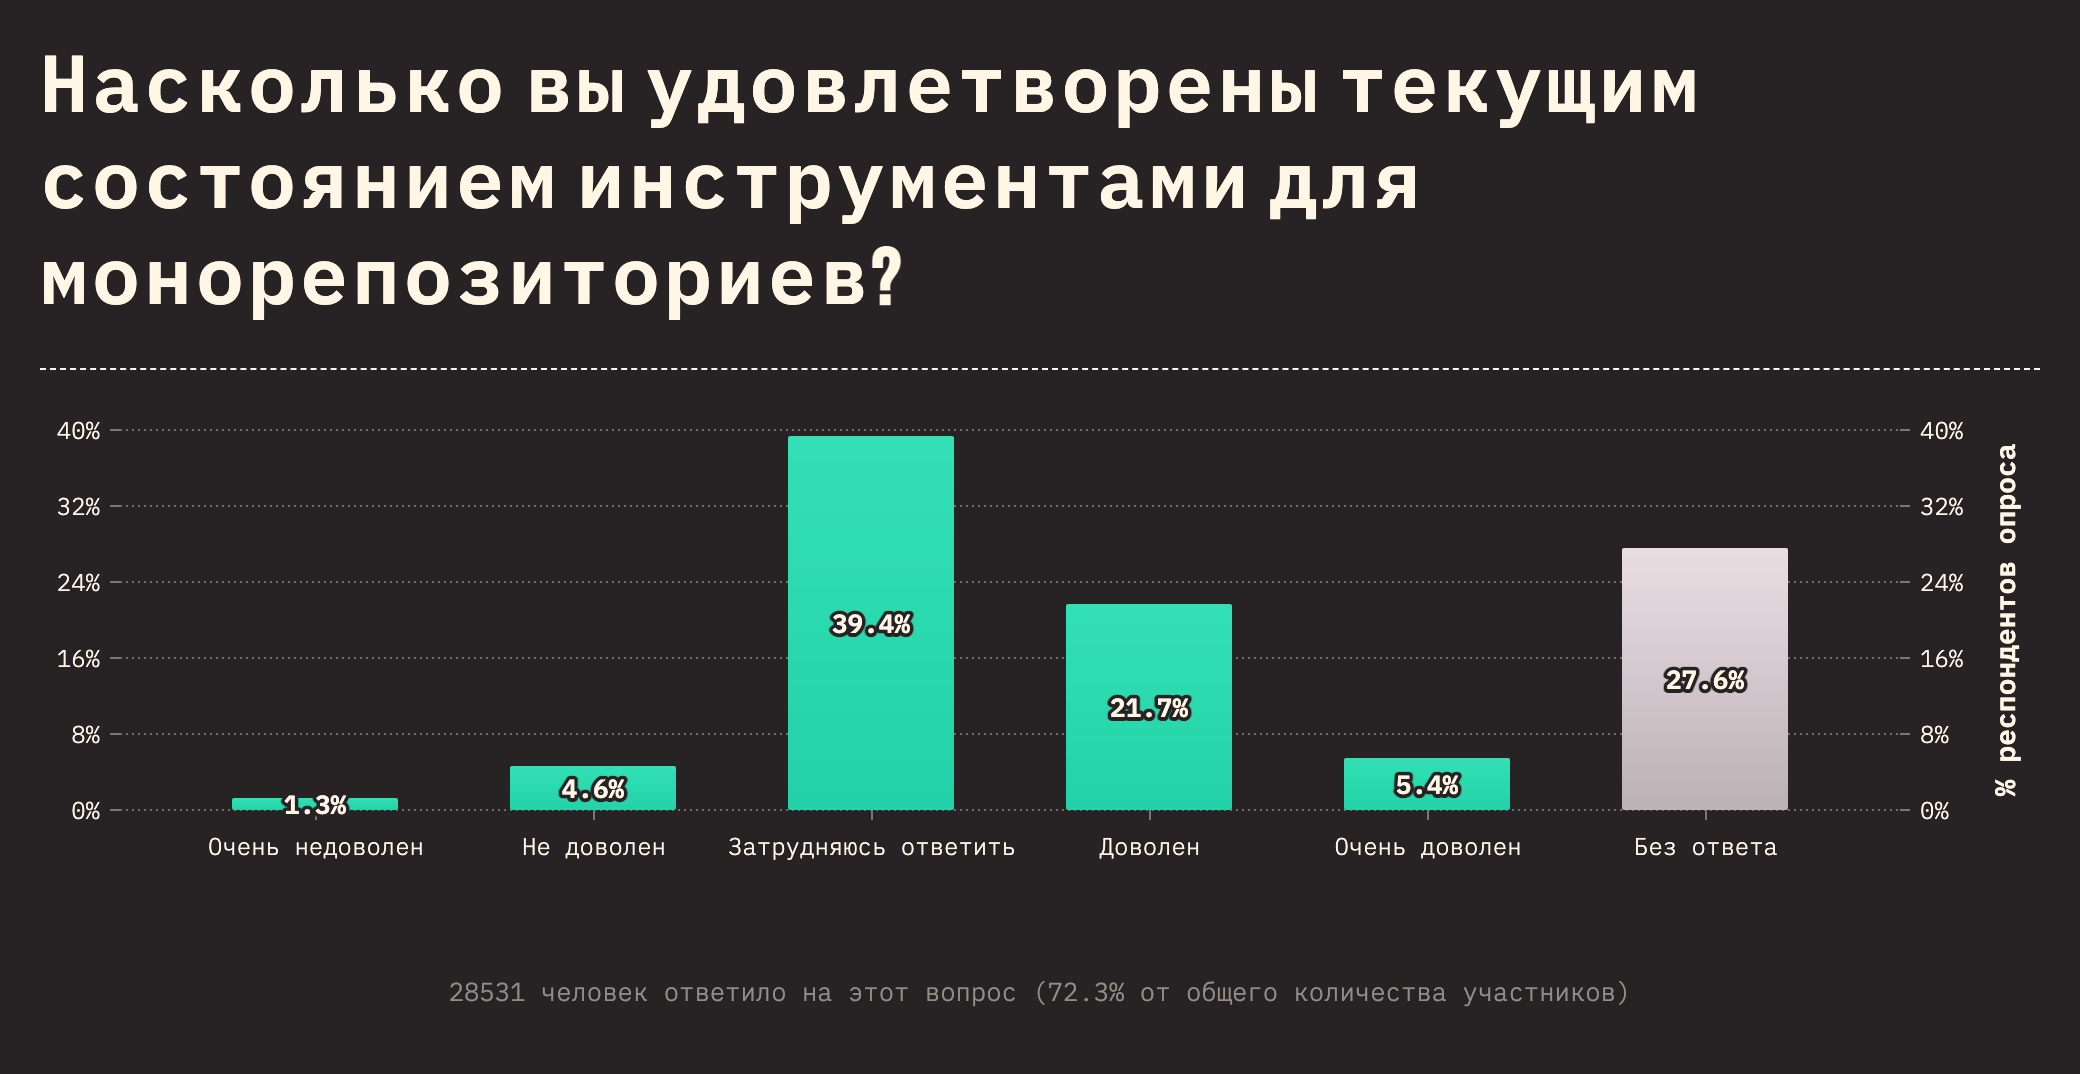 Насколько вы удовлетворены текущим
состоянием инструментами для
монорепозиториев?
40%
32%
24%
16%
8%
0%
40%
32%
24%
16%
8%
0%
% респондентов опроса
1.3%
4.6%
39.4%
21.7%
5.4%
27.6%
Очень недоволен
Не доволен
Затрудняюсь ответить
Доволен
Очень доволен
Без ответа
28531 человек ответило на этот вопрос (72.3% от общего количества участников)